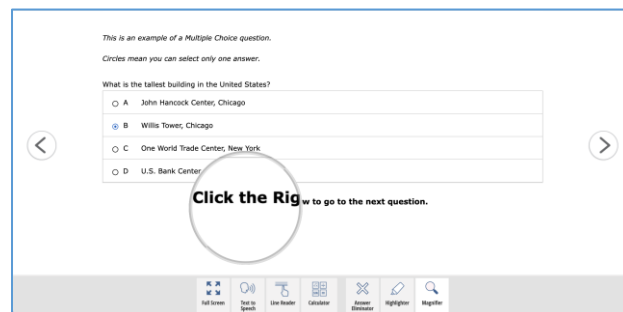 This is an example of a Multiple Choice question.
Circles mean you can select only one answer.
What is the tallest building in the United States?
A John Hancock Center, Chicago
B Willis Tower, Chicago
C One World Trade Center, New York
D U.S. Bank Center
Click the Rig w to go to the next question.
Full Screen
Text to Speech
Line Reader
Calculator
Answer Eliminator
Highlighter
Magnifier